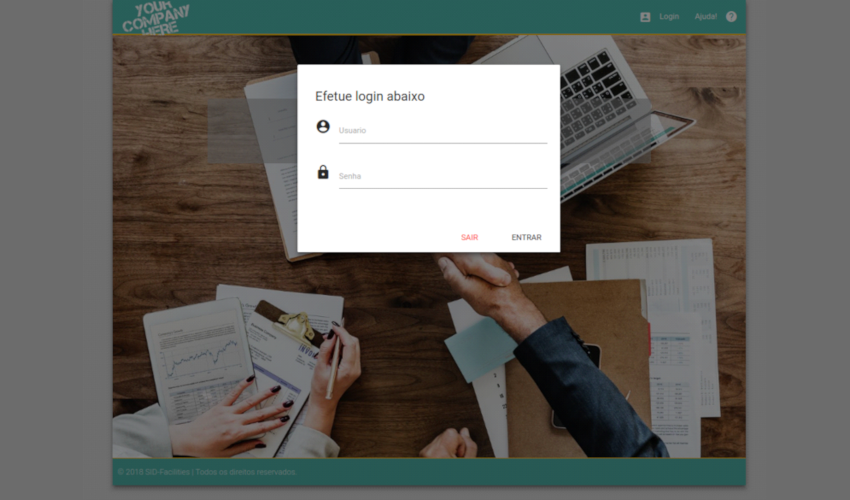 YOUR
COMPANY
HERE
Login
Ajuda!
Efetue login abaixo
Usuario
Senha
SAIR
ENTRAR
© 2018 SID-Facilities | Todos os direitos reservados